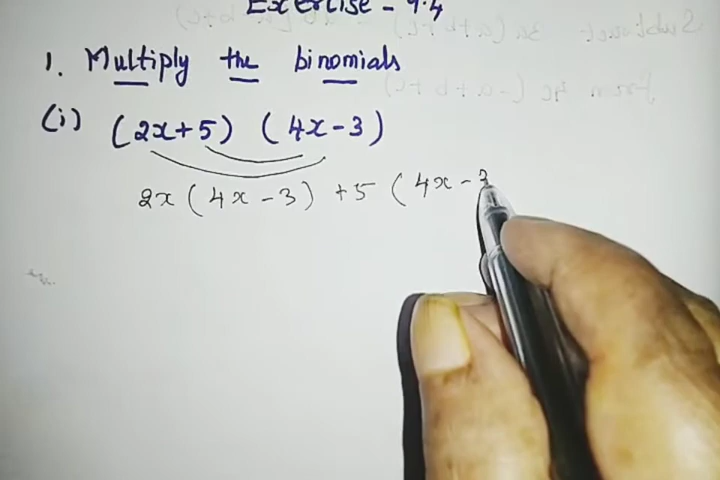 Exercise - 9.4
1. Multiply the binomials
(i) (2x+5) (4x-3)
2x (4x - 3) + 5 (4x - 3